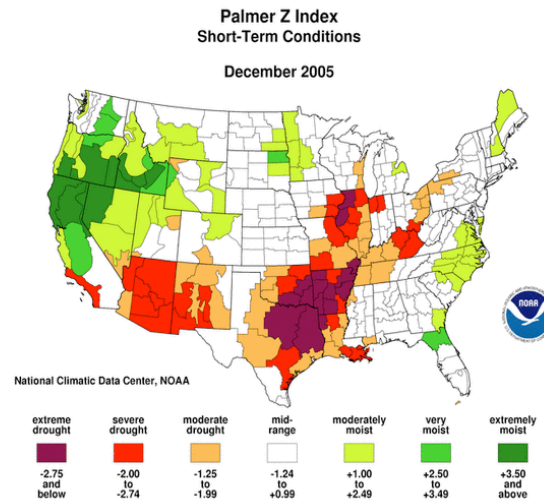 Palmer Z Index
Short-Term Conditions
December 2005
NOAA
National Climatic Data Center, NOAA
extreme drought
severe drought
moderate drought
mid-range
moderately moist
very moist
extremely moist
-2.75 and below
-2.00 to -2.74
-1.25 to -1.99
-1.24 to +0.99
+1.00 to +2.49
+2.50 to +3.49
+3.50 and above